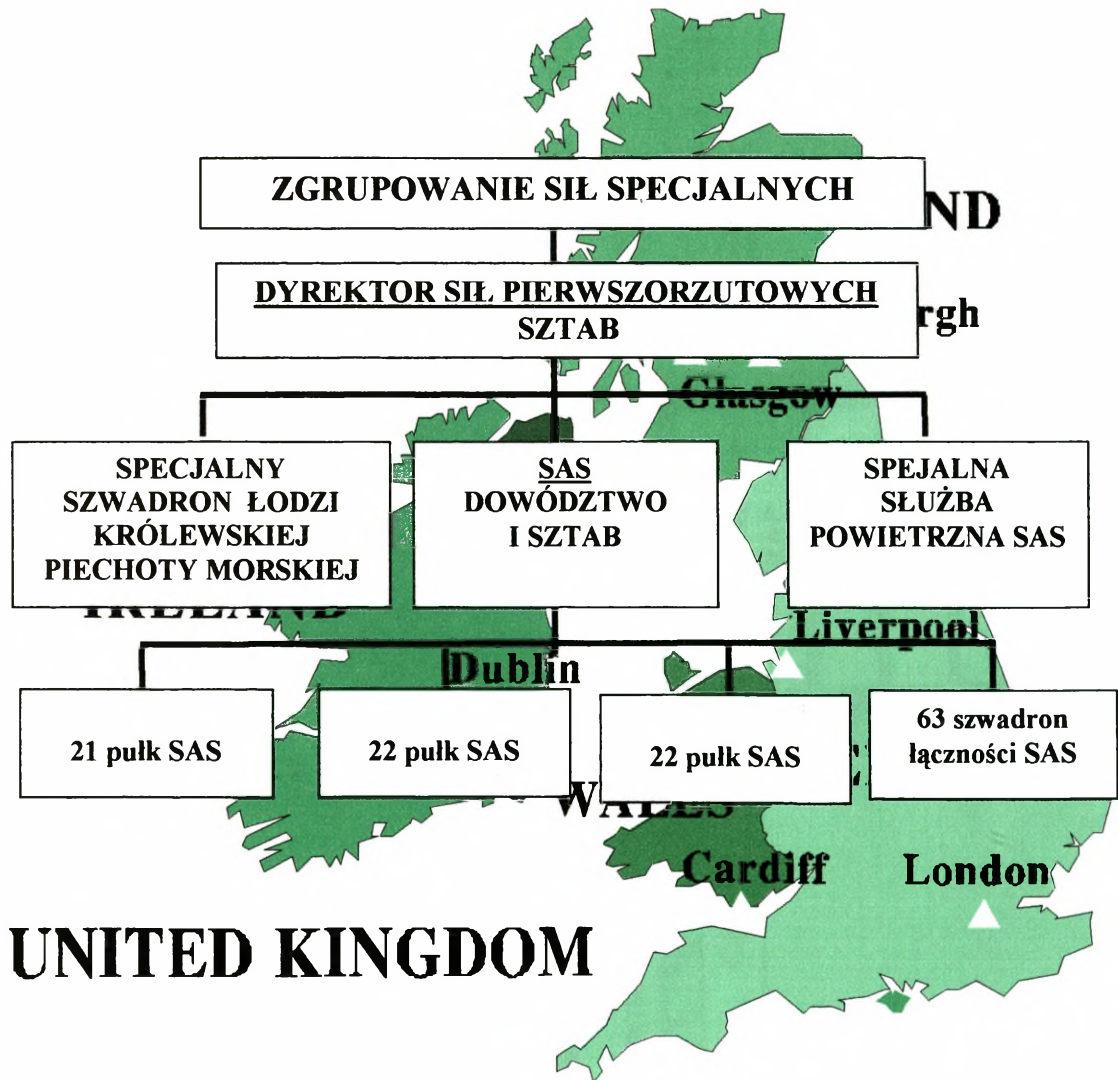 ZGRUPOWANIE SIŁ SPECJALNYCH
ND
DYREKTOR SIŁ PIERWSZORZUTOWYCH
SZTAB
rgh
Glasgow
SPECJALNY
SZWADRON ŁODZI
KRÓLEWSKIEJ
PIECHOTY MORSKIEJ
SAS
DOWÓDZTWO
I SZTAB
SPEJALNA
SŁUŻBA
POWIETRZNA SAS
IRELAND
Liverpool
Dublin
21 pułk SAS
22 pułk SAS
22 pułk SAS
63 szwadron
łączności SAS
WALES
Cardiff
London
UNITED KINGDOM